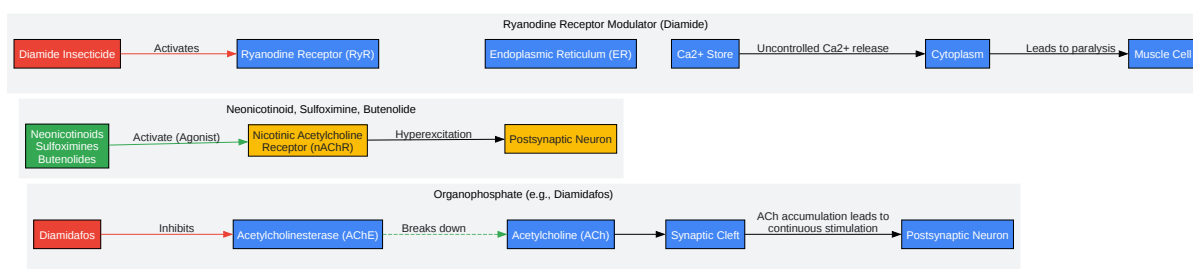 Ryanodine Receptor Modulator (Diamide)
Diamide Insecticide
Activates
Ryanodine Receptor (RyR)
Endoplasmic Reticulum (ER)
Ca2+ Store
Uncontrolled Ca2+ release
Cytoplasm
Leads to paralysis
Muscle Cell
Neonicotinoid, Sulfoximine, Butenolide
Neonicotinoids
Sulfoximines
Butenolides
Activate (Agonist)
Nicotinic Acetylcholine
Receptor (nAChR)
Hyperexcitation
Postsynaptic Neuron
Organophosphate (e.g., Diamidafos)
Diamidafos
Inhibits
Acetylcholinesterase (AChE)
Breaks down
Acetylcholine (ACh)
Synaptic Cleft
ACh accumulation leads to
continuous stimulation
Postsynaptic Neuron